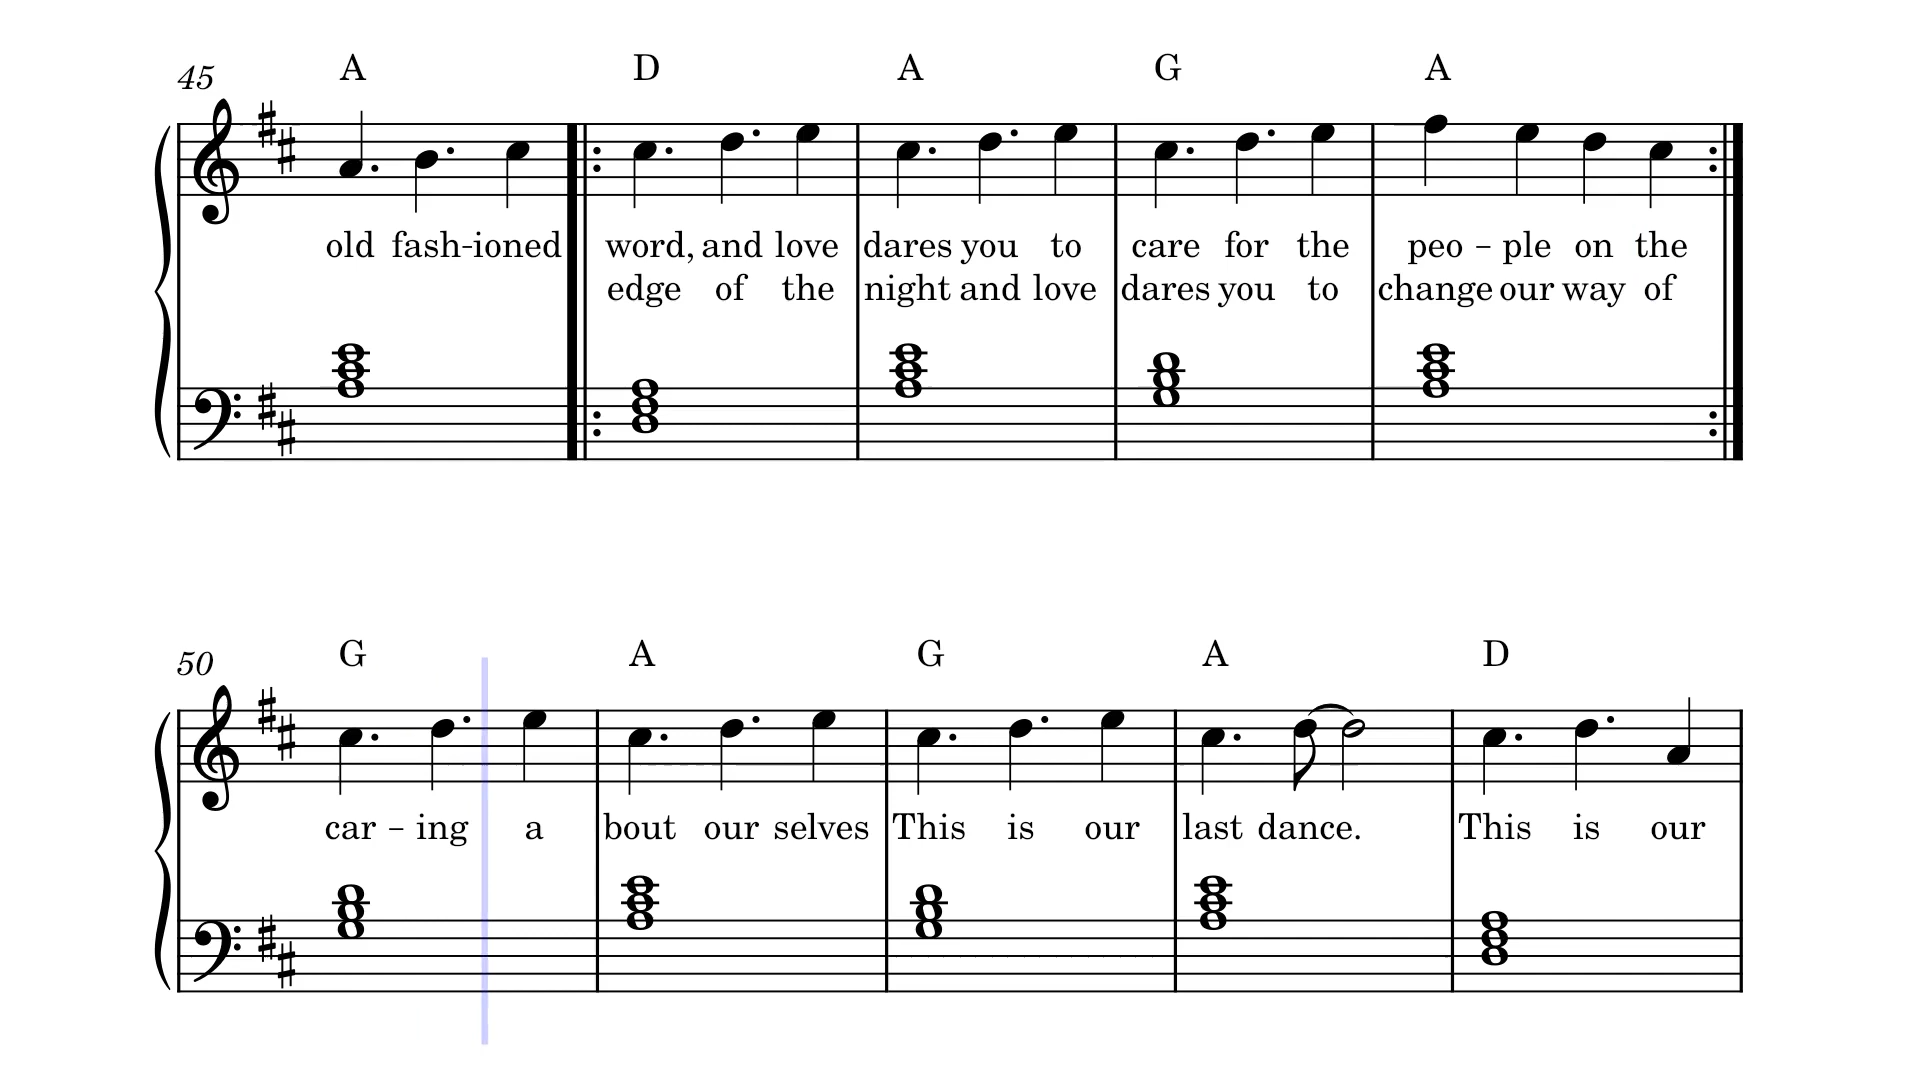 45 A D A G A
old fash-ioned word, and love dares you to care for the peo – ple on the
edge of the night and love dares you to change our way of
50 G A G A D
car – ing a bout our selves This is our last dance. This is our